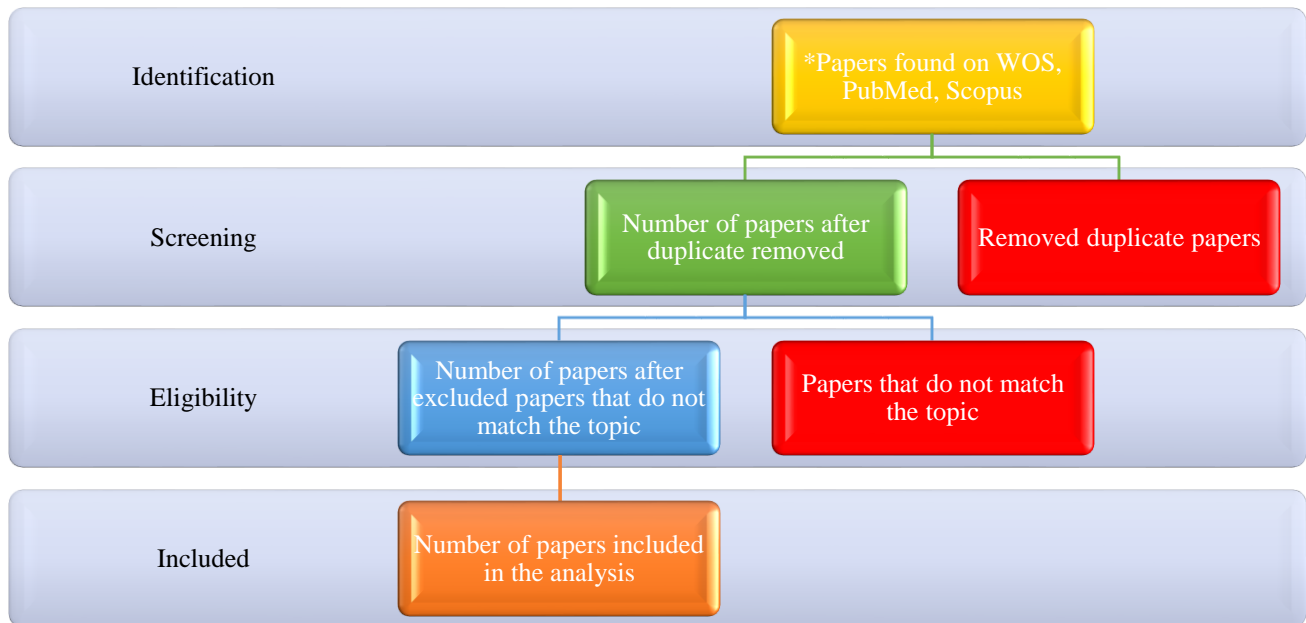 Identification
*Papers found on WOS,
PubMed, Scopus
Screening
Number of papers after
duplicate removed
Removed duplicate papers
Eligibility
Number of papers after
excluded papers that do not
match the topic
Papers that do not match
the topic
Included
Number of papers included
in the analysis